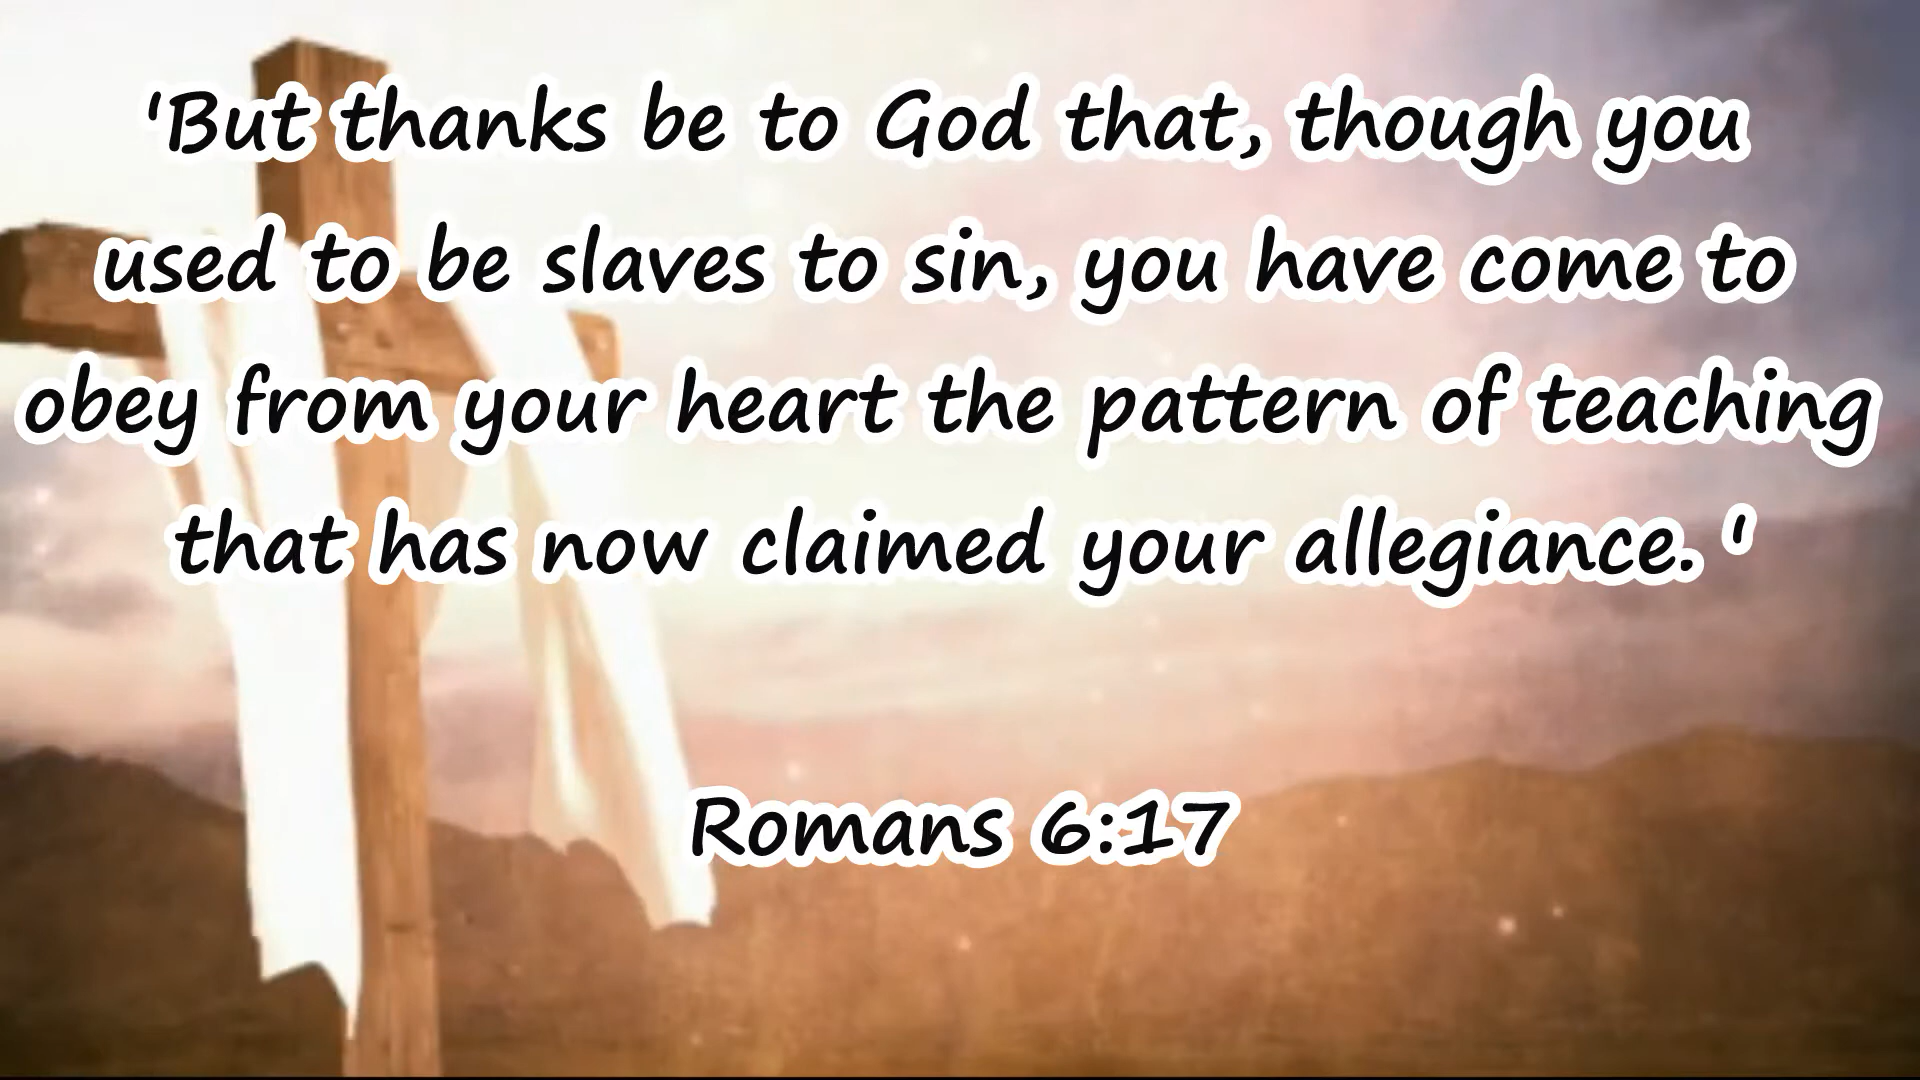 'But thanks be to God that, though you
used to be slaves to sin, you have come to
obey from your heart the pattern of teaching
that has now claimed your allegiance. '
Romans 6:17